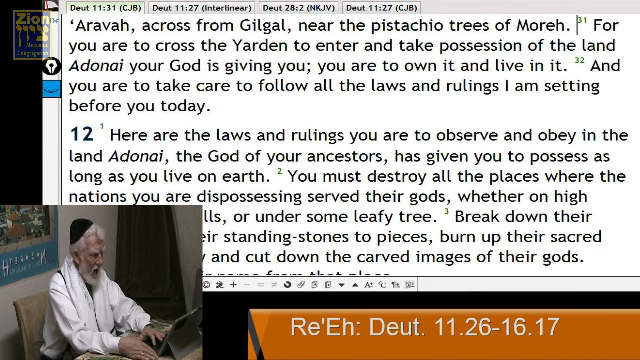 Zion
ציון
Messianic
Congregation
Deut 11:31 (CJB)
Deut 11:27 (Interlinear)
Deut 28:2 (NKJV)
Deut 11:27 (CJB)
‘Aravah, across from Gilgal, near the pistachio trees of Moreh. 31 For
you are to cross the Yarden to enter and take possession of the land
Adonai your God is giving you; you are to own it and live in it. 32 And
you are to take care to follow all the laws and rulings I am setting
before you today.
12 1 Here are the laws and rulings you are to observe and obey in the
land Adonai, the God of your ancestors, has given you to possess as
long as you live on earth. 2 You must destroy all the places where the
nations you are dispossessing served their gods, whether on high
lls, or under some leafy tree. 3 Break down their
eir standing-stones to pieces, burn up their sacred
y and cut down the carved images of their gods.
name from that place.
Re'Eh: Deut. 11.26-16.17